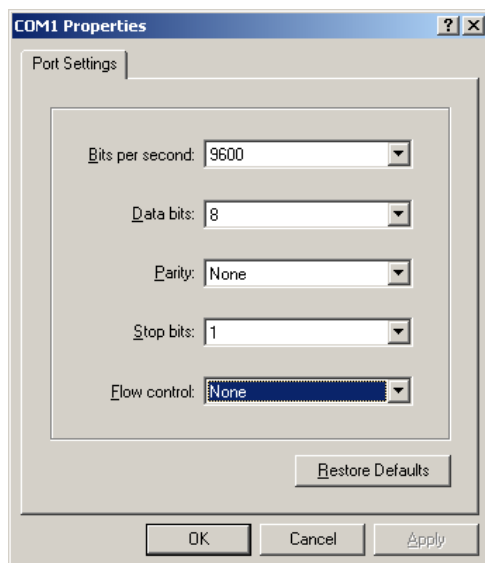 COM1 Properties
Port Settings
Bits per second: 9600
Data bits: 8
Parity: None
Stop bits: 1
Flow control: None
Restore Defaults
OK Cancel Apply